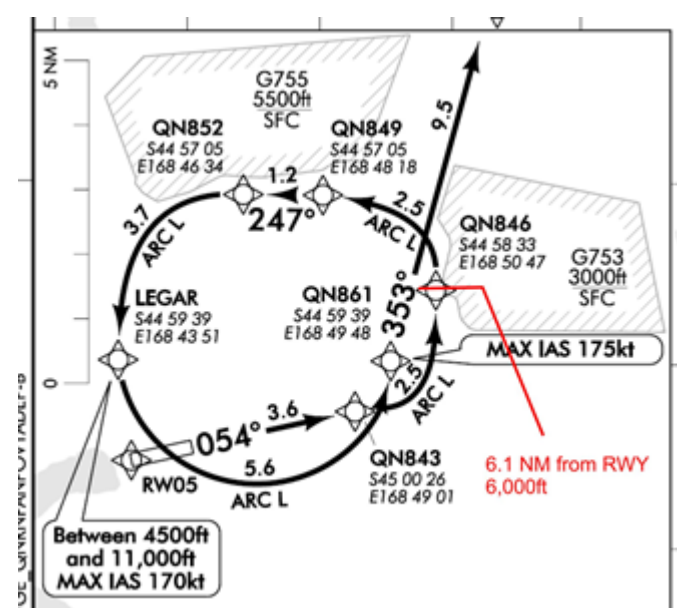 5 NM
0
G755
5500ft
SFC
QN852
S44 57 05
E168 46 34
QN849
S44 57 05
E168 48 18
9.5
1.2
247°
2.5
ARC L
3.7
ARC L
QN846
S44 58 33
E168 50 47
G753
3000ft
SFC
LEGAR
S44 59 39
E168 43 51
QN861
S44 59 39
E168 49 48
353°
MAX IAS 175kt
2.5
ARC L
3.6
054°
RW05
5.6
ARC L
QN843
S45 00 26
E168 49 01
6.1 NM from RWY
6,000ft
Between 4500ft
and 11,000ft
MAX IAS 170kt